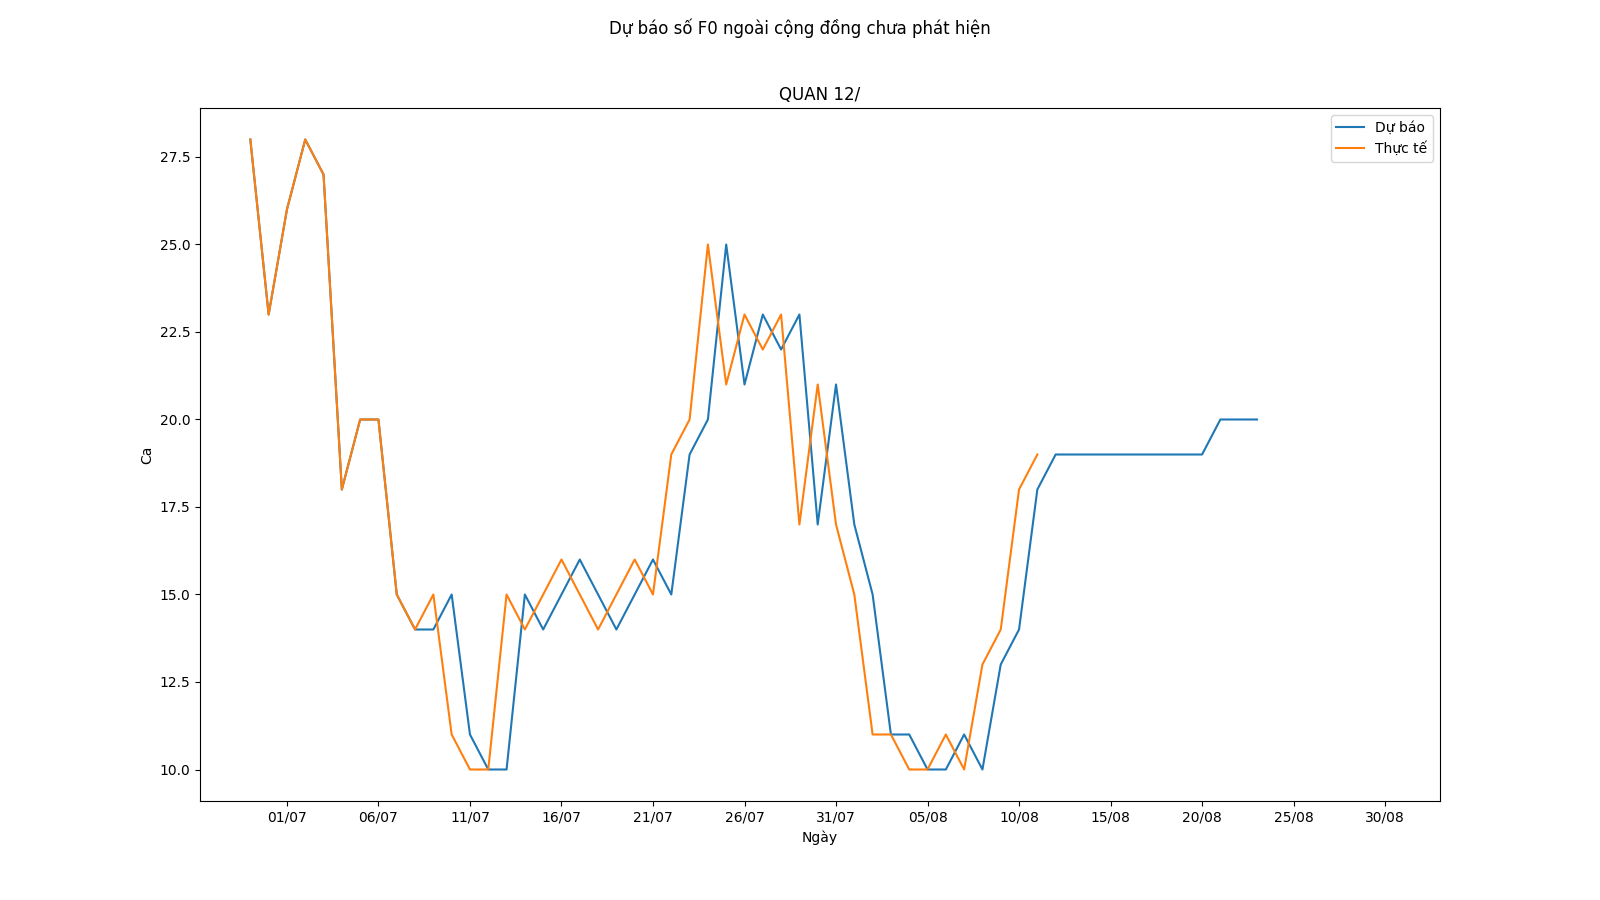 Dự báo số F0 ngoài cộng đồng chưa phát hiện
QUAN 12/
Dự báo
Thực tế
27.5
25.0
22.5
20.0
17.5
15.0
12.5
10.0
Ca
01/07 06/07 11/07 16/07 21/07 26/07 31/07 05/08 10/08 15/08 20/08 25/08 30/08
Ngày